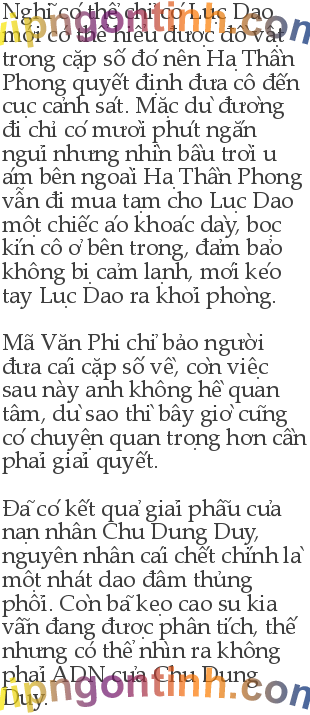 Nghĩ có thể chỉ có Lục Dao
mới có thể hiểu được đồ vật
trong cặp số đó nên Hạ Thần
Phong quyết định đưa cô đến
cục cảnh sát. Mặc dù đường
đi chỉ có mười phút ngắn
ngủi nhưng nhìn bầu trời u
ám bên ngoài Hạ Thần Phong
vẫn đi mua tạm cho Lục Dao
một chiếc áo khoác dày, bọc
kín cô ở bên trong, đảm bảo
không bị cảm lạnh, mới kéo
tay Lục Dao ra khỏi phòng.
Mã Văn Phi chỉ bảo người
đưa cái cặp số về, còn việc
sau này anh không hề quan
tâm, dù sao thì bây giờ cũng
có chuyện quan trọng hơn cần
phải giải quyết.
Đã có kết quả giải phẫu của
nạn nhân Chu Dung Duy,
nguyên nhân cái chết chính là
một nhát dao đâm thủng
phổi. Còn bã kẹo cao su kia
vẫn đang được phân tích, thế
nhưng có thể nhìn ra không
phải ADN của Chu Dung
Duy.